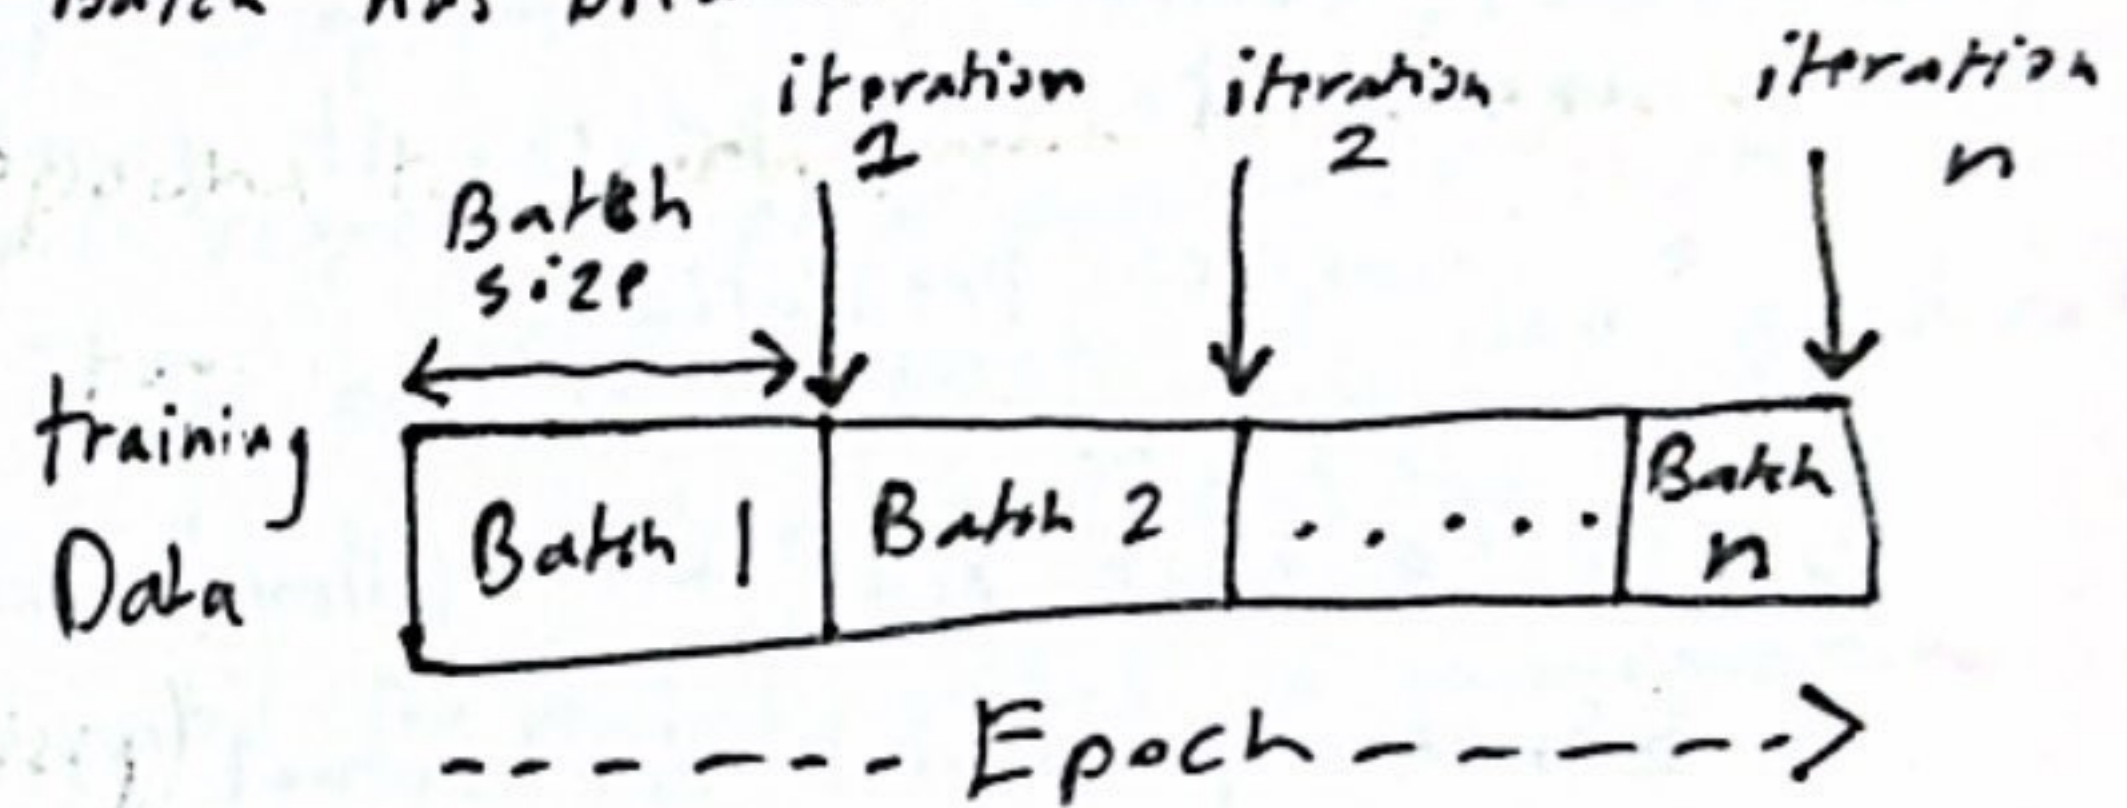 iteration iteration iteration
1 2 n
Batch
size
training
Data
Batch 1 Batch 2 ..... Batch
n
------- Epoch ------->